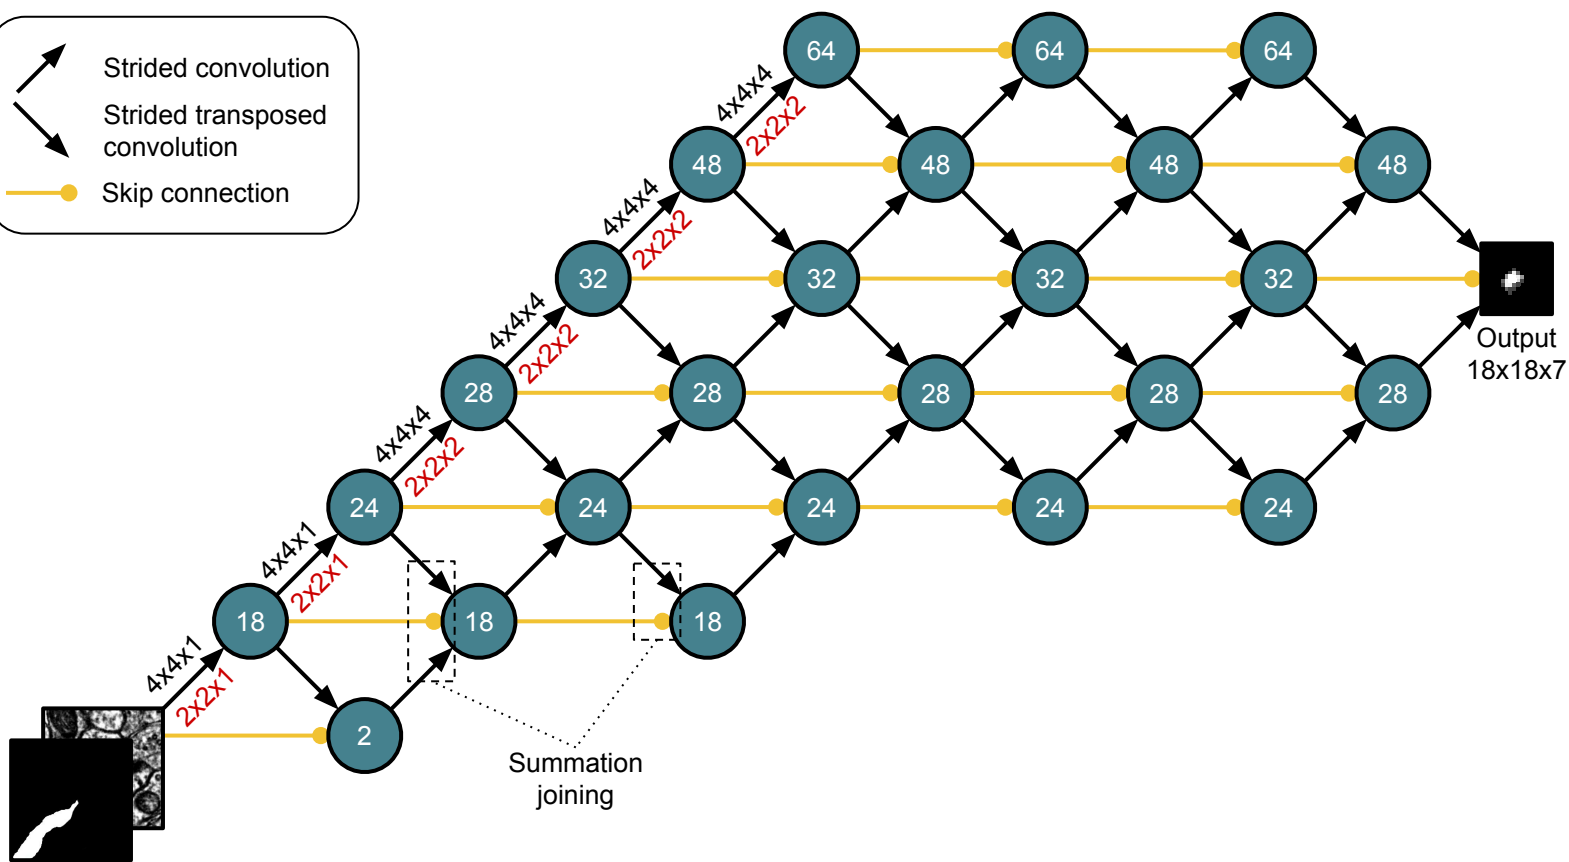 Strided convolution
Strided transposed
convolution
Skip connection
64 64 64
4x4x4
2x2x2
48 48 48 48
4x4x4
2x2x2
32 32 32 32
4x4x4
2x2x2
Output
18x18x7
28 28 28 28 28
4x4x4
2x2x2
24 24 24 24 24
4x4x1
2x2x1
18 18 18
4x4x1
2x2x1
2
Summation
joining